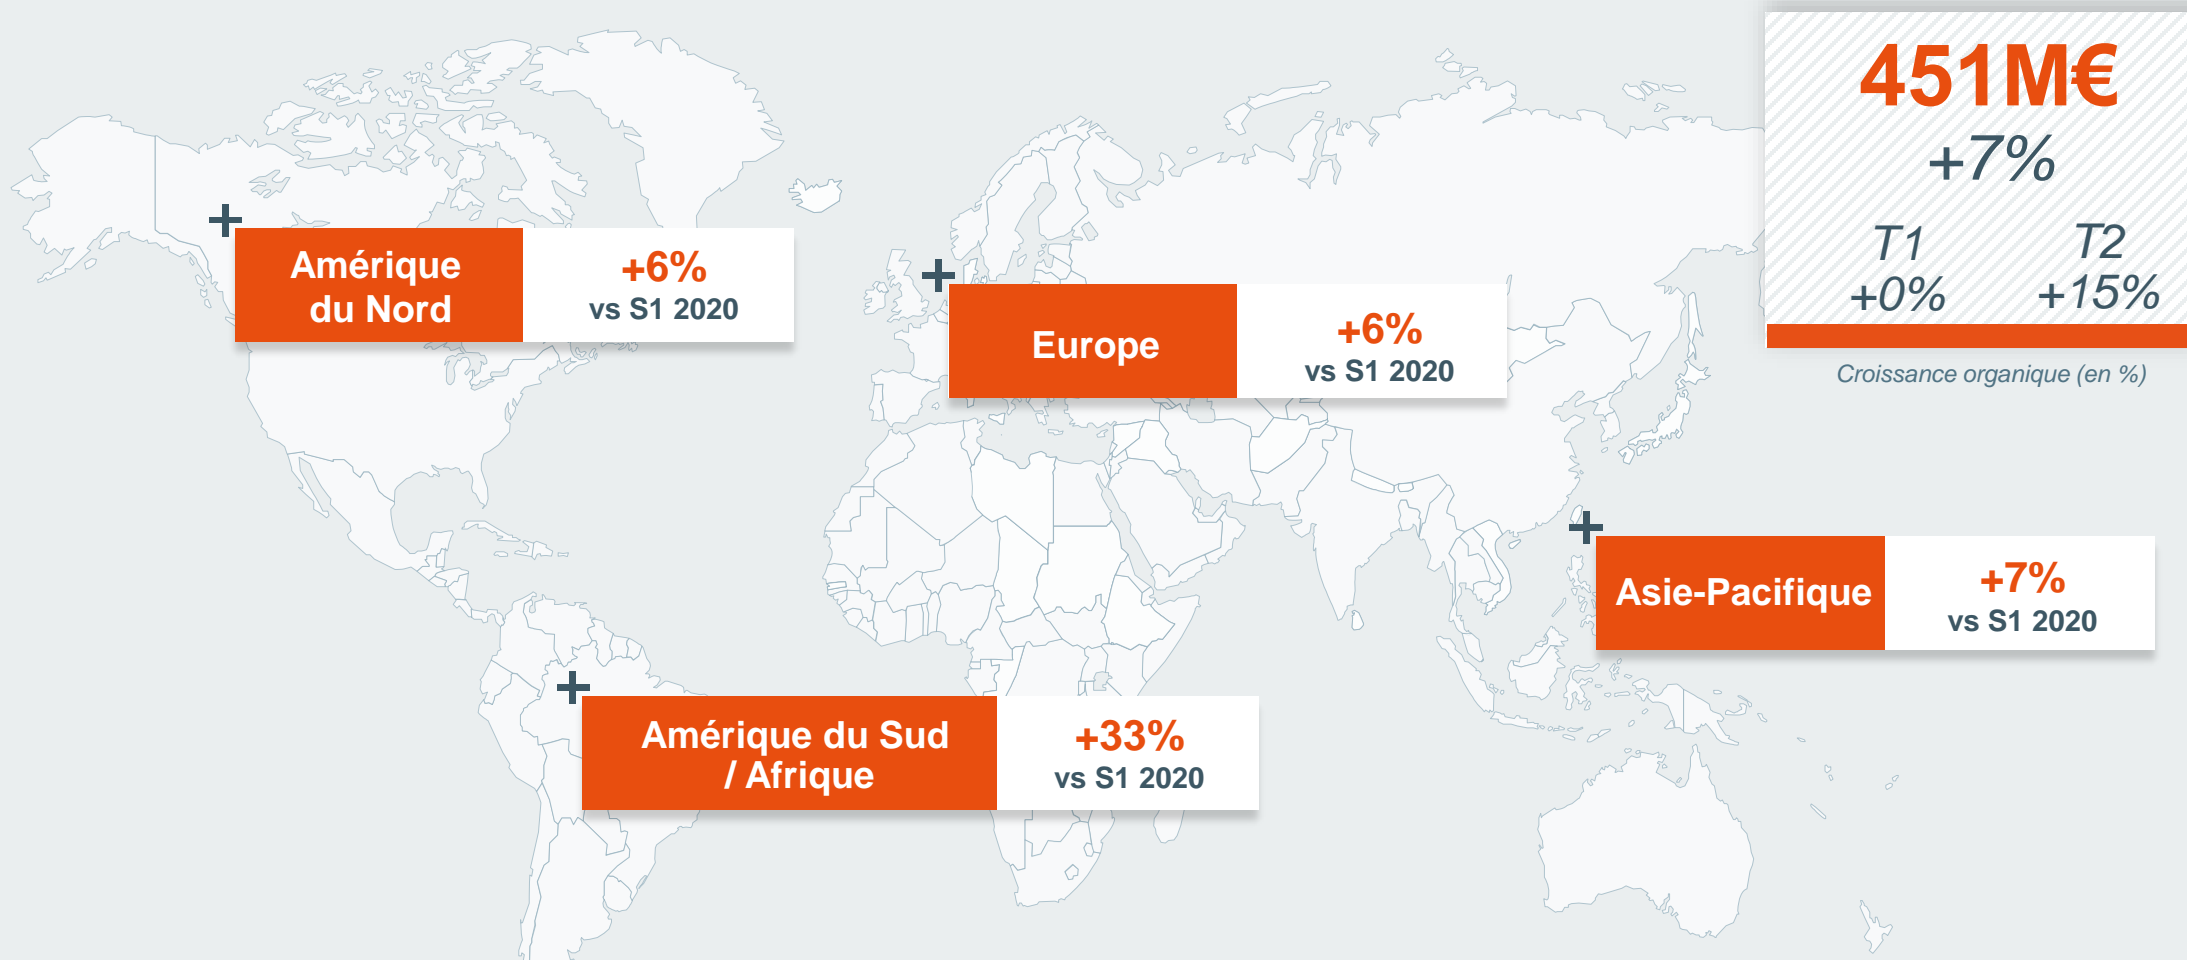 451M€
+7%
T1 T2
+0% +15%
Croissance organique (en %)
Amérique
du Nord
+6%
vs S1 2020
Europe
+6%
vs S1 2020
Asie-Pacifique
+7%
vs S1 2020
Amérique du Sud
/ Afrique
+33%
vs S1 2020